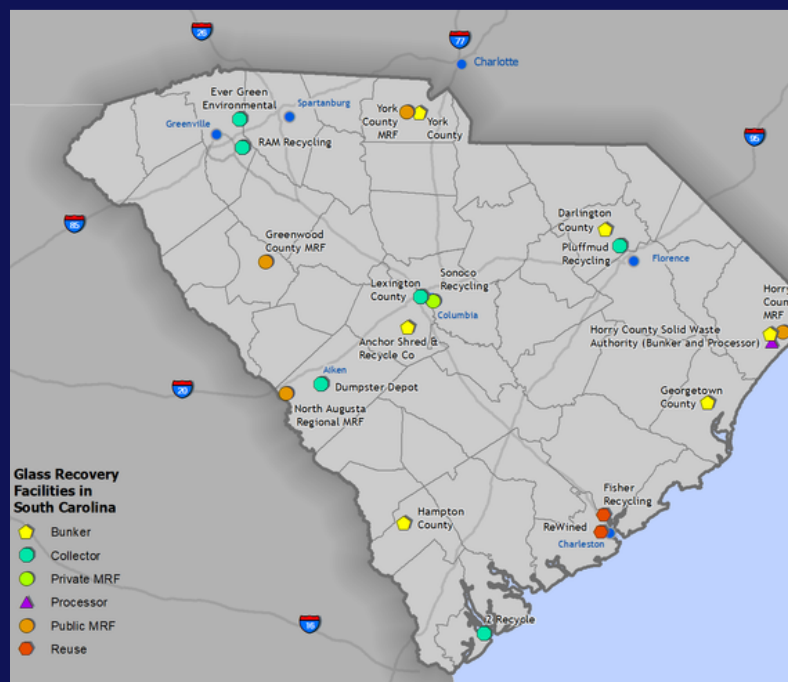 26
77
Charlotte
Ever Green
Environmental
Spartanburg
Greenville
RAM Recycling
York
County
MRF
York
County
95
85
Greenwood
County MRF
Darlington
County
Pluffmud
Recycling
Florence
Lexington
County
Sonoco
Recycling
Columbia
Anchor Shred &
Recycle Co
Horry
Coun
MRF
Horry County Solid Waste
Authority (Bunker and Processor)
20
Aiken
Dumpster Depot
North Augusta
Regional MRF
Georgetown
County
Glass Recovery
Facilities in
South Carolina
Bunker
Collector
Private MRF
Processor
Public MRF
Reuse
Hampton
County
Fisher
Recycling
ReWined
Charleston
16
J2 Recycle